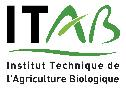 ITAB
Institut Technique de
l'Agriculture Biologique